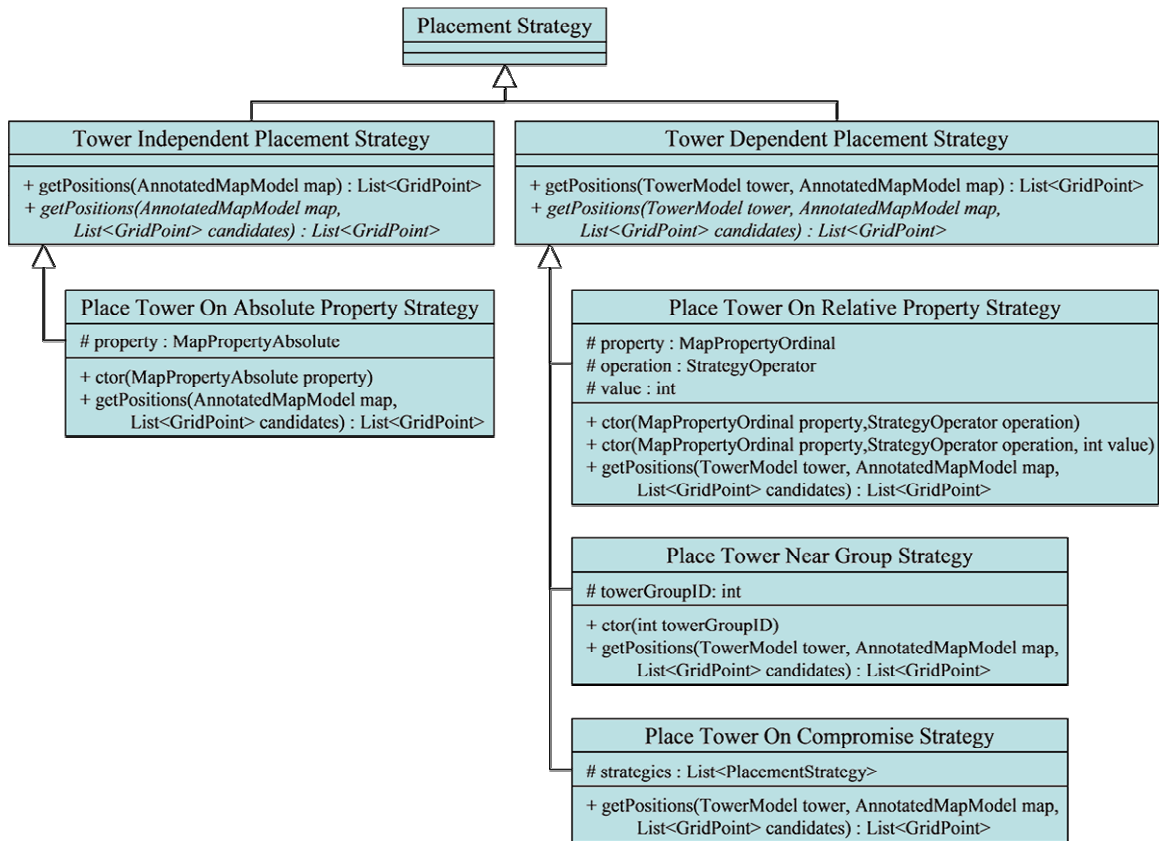 Placement Strategy
Tower Independent Placement Strategy
+ getPositions(AnnotatedMapModel map) : List<GridPoint>
+ getPositions(AnnotatedMapModel map,
List<GridPoint> candidates) : List<GridPoint>
Tower Dependent Placement Strategy
+ getPositions(TowerModel tower, AnnotatedMapModel map) : List<GridPoint>
+ getPositions(TowerModel tower, AnnotatedMapModel map,
List<GridPoint> candidates) : List<GridPoint>
Place Tower On Absolute Property Strategy
# property : MapPropertyAbsolute
+ ctor(MapPropertyAbsolute property)
+ getPositions(AnnotatedMapModel map,
List<GridPoint> candidates) : List<GridPoint>
Place Tower On Relative Property Strategy
# property : MapPropertyOrdinal
# operation : StrategyOperator
# value : int
+ ctor(MapPropertyOrdinal property,StrategyOperator operation)
+ ctor(MapPropertyOrdinal property,StrategyOperator operation, int value)
+ getPositions(TowerModel tower, AnnotatedMapModel map,
List<GridPoint> candidates) : List<GridPoint>
Place Tower Near Group Strategy
# towerGroupID: int
+ ctor(int towerGroupID)
+ getPositions(TowerModel tower, AnnotatedMapModel map,
List<GridPoint> candidates) : List<GridPoint>
Place Tower On Compromise Strategy
# strategies : List<PlacementStrategy>
+ getPositions(TowerModel tower, AnnotatedMapModel map,
List<GridPoint> candidates) : List<GridPoint>